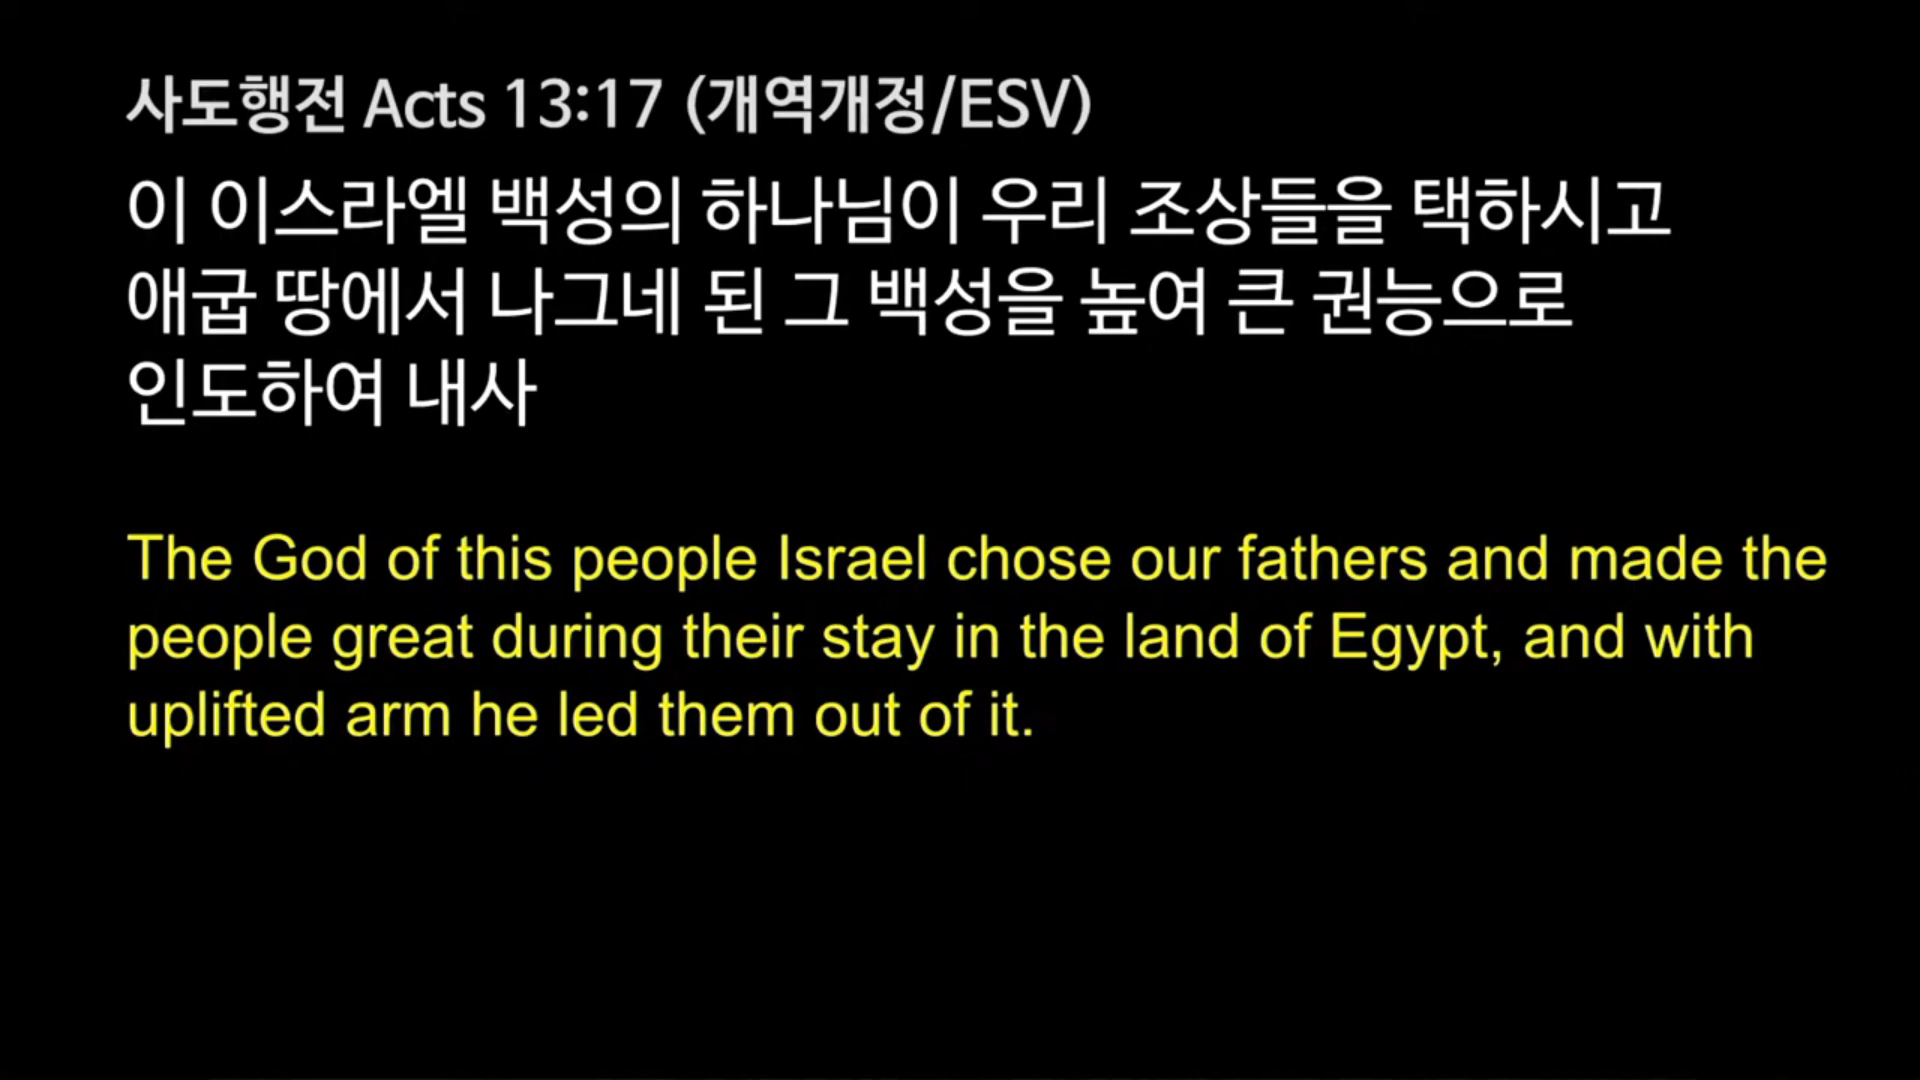 사도행전 Acts 13:17 (개역개정/ESV)
이 이스라엘 백성의 하나님이 우리 조상들을 택하시고
애굽 땅에서 나그네 된 그 백성을 높여 큰 권능으로
인도하여 내사
The God of this people Israel chose our fathers and made the
people great during their stay in the land of Egypt, and with
uplifted arm he led them out of it.